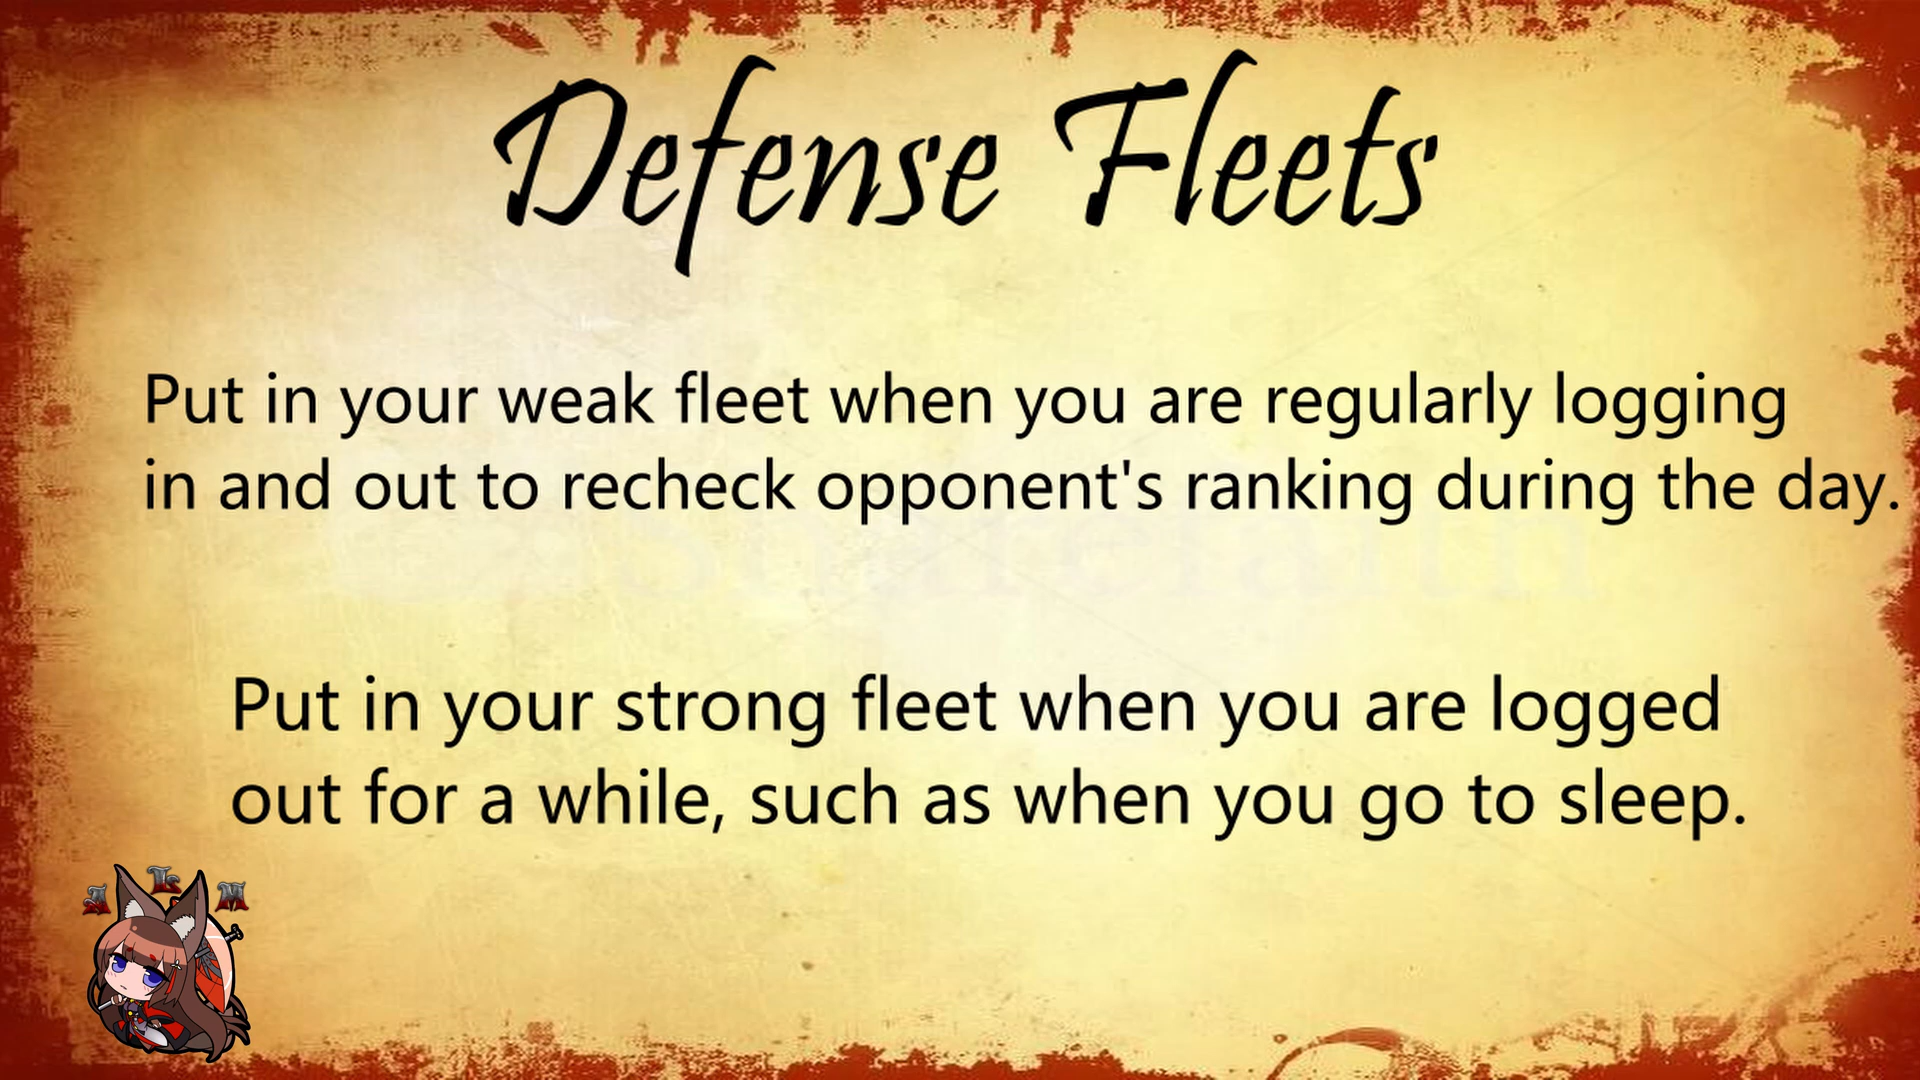 Defense Fleets
Put in your weak fleet when you are regularly logging
in and out to recheck opponent's ranking during the day.
Sharefaith
Put in your strong fleet when you are logged
out for a while, such as when you go to sleep.
J Is M